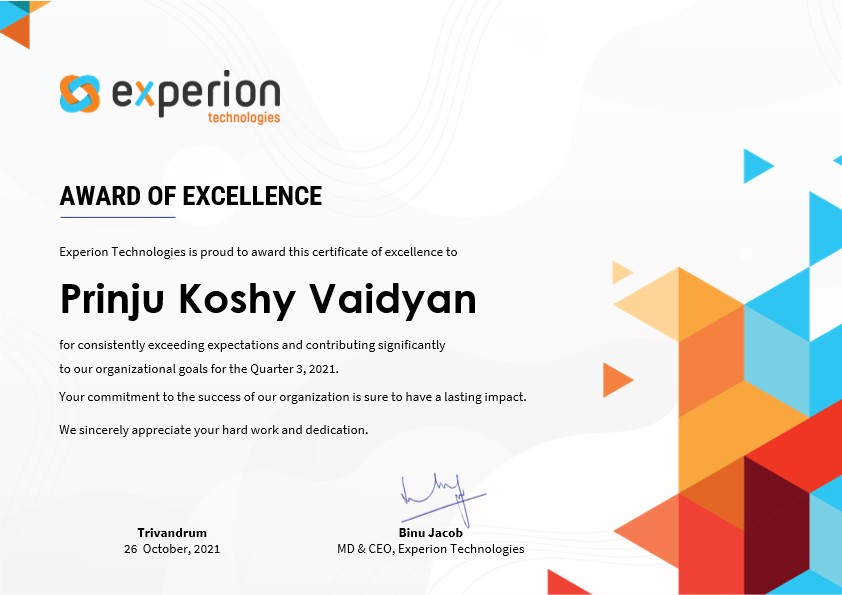 experion
technologies
AWARD OF EXCELLENCE
Experion Technologies is proud to award this certificate of excellence to
Prinju Koshy Vaidyan
for consistently exceeding expectations and contributing significantly
to our organizational goals for the Quarter 3, 2021.
Your commitment to the success of our organization is sure to have a lasting impact.
We sincerely appreciate your hard work and dedication.
Trivandrum
26 October, 2021
Binu Jacob
MD & CEO, Experion Technologies